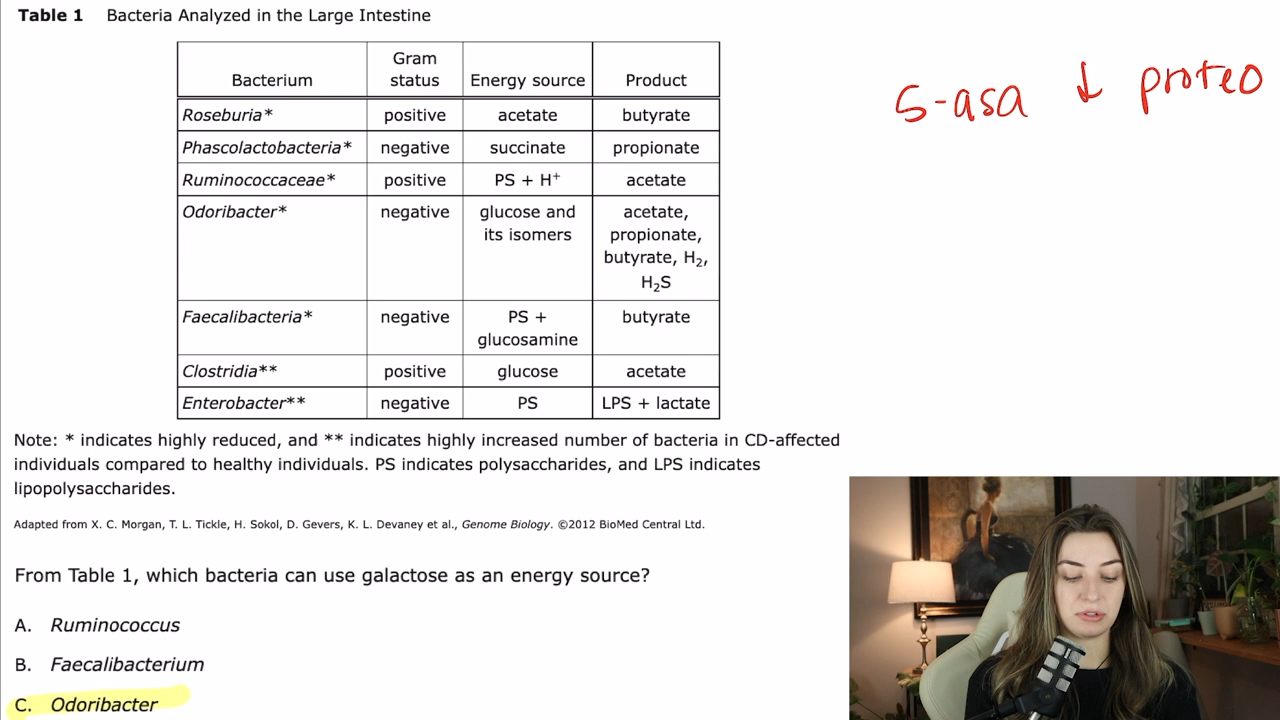 Table 1 Bacteria Analyzed in the Large Intestine
Bacterium Gram status Energy source Product
Roseburia* positive acetate butyrate
Phascolactobacteria* negative succinate propionate
Ruminococcaceae* positive PS + H⁺ acetate
Odoribacter* negative glucose and its isomers acetate, propionate, butyrate, H₂, H₂S
Faecalibacteria* negative PS + glucosamine butyrate
Clostridia** positive glucose acetate
Enterobacter** negative PS LPS + lactate
Note: * indicates highly reduced, and ** indicates highly increased number of bacteria in CD-affected
individuals compared to healthy individuals. PS indicates polysaccharides, and LPS indicates
lipopolysaccharides.
Adapted from X. C. Morgan, T. L. Tickle, H. Sokol, D. Gevers, K. L. Devaney et al., Genome Biology. ©2012 BioMed Central Ltd.
From Table 1, which bacteria can use galactose as an energy source?
A. Ruminococcus
B. Faecalibacterium
C. Odoribacter
5-asa ↓ proteo